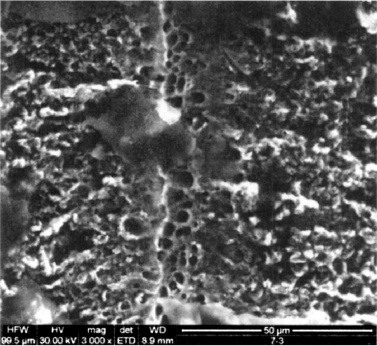 HFW HV mag det WD 50 µm
99.5 µm 30.00 kV 3 000 x ETD 8.9 mm 7-3